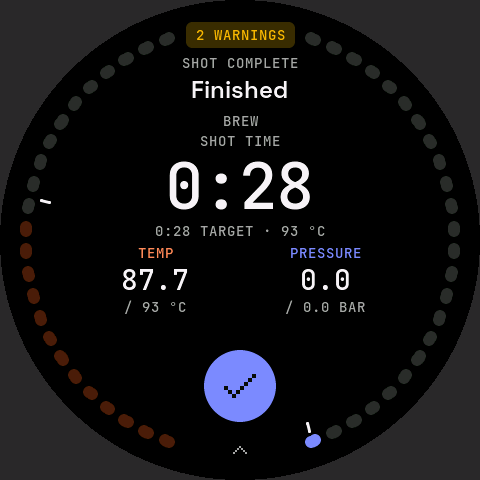 2 WARNINGS
SHOT COMPLETE
Finished
BREW
SHOT TIME
0:28
0:28 TARGET · 93 °C
TEMP
87.7
/ 93 °C
PRESSURE
0.0
/ 0.0 BAR